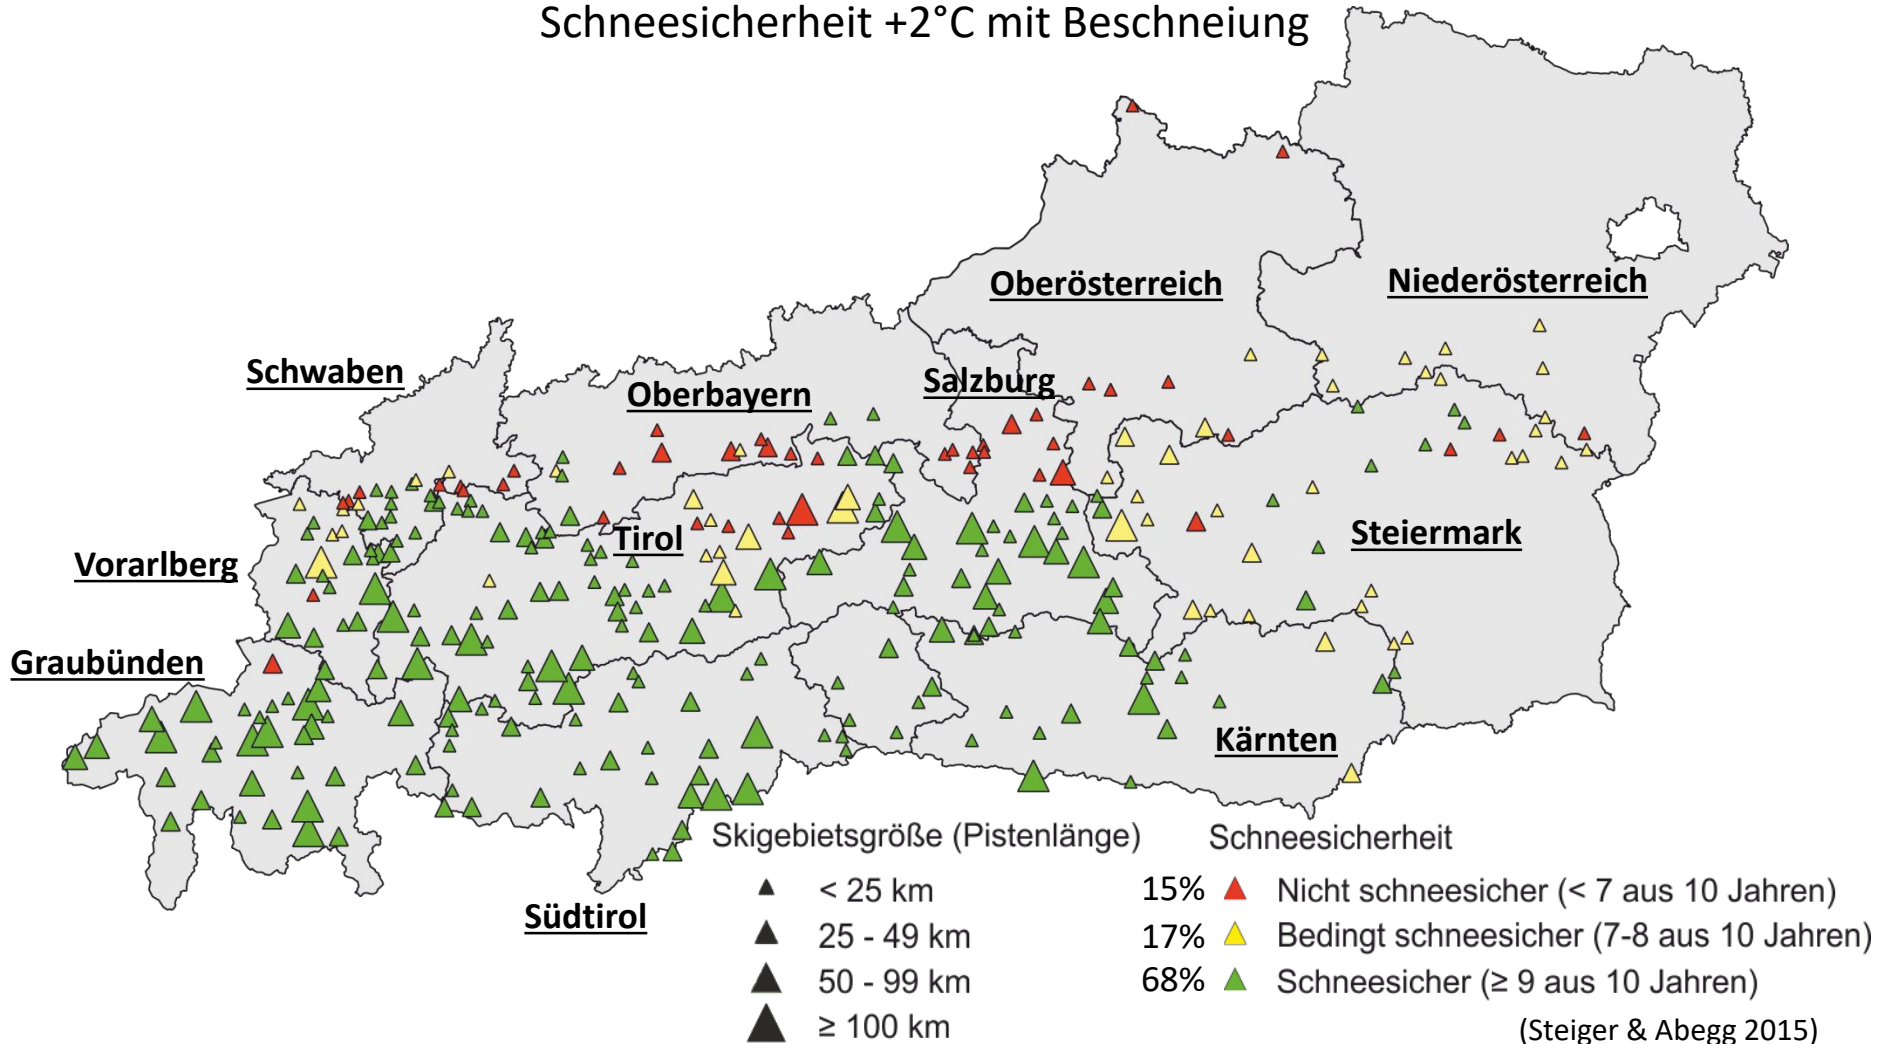 Schneesicherheit +2°C mit Beschneiung
Oberösterreich
Niederösterreich
Schwaben
Oberbayern
Salzburg
Tirol
Steiermark
Vorarlberg
Graubünden
Kärnten
Südtirol
Skigebietsgröße (Pistenlänge)
< 25 km
25 - 49 km
50 - 99 km
≥ 100 km
Schneesicherheit
15% Nicht schneesicher (< 7 aus 10 Jahren)
17% Bedingt schneesicher (7-8 aus 10 Jahren)
68% Schneesicher (≥ 9 aus 10 Jahren)
(Steiger & Abegg 2015)